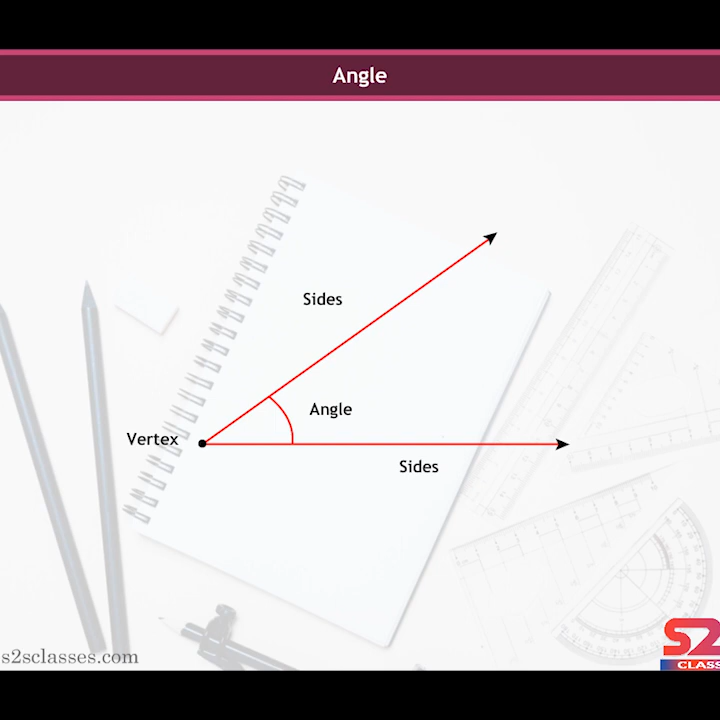 Angle
Sides
Angle
Vertex
Sides
s2sclasses.com
S2
CLASS